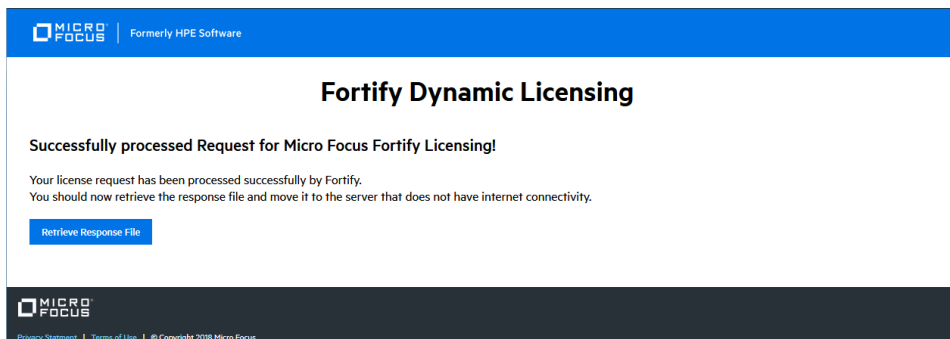 MICRO FOCUS Formerly HPE Software
Fortify Dynamic Licensing
Successfully processed Request for Micro Focus Fortify Licensing!
Your license request has been processed successfully by Fortify.
You should now retrieve the response file and move it to the server that does not have internet connectivity.
Retrieve Response File
MICRO
FOCUS
Privacy Statment | Terms of Use | © Copyright 2018 Micro Focus